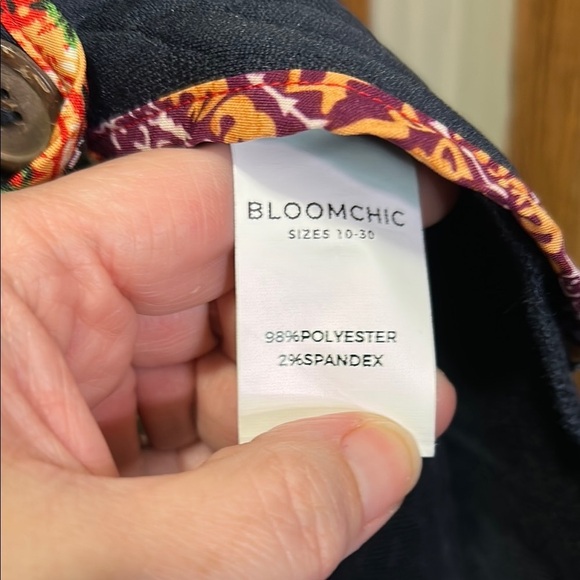 BLOOMCHIC
SIZES 10-30
98%POLYESTER
2%SPANDEX